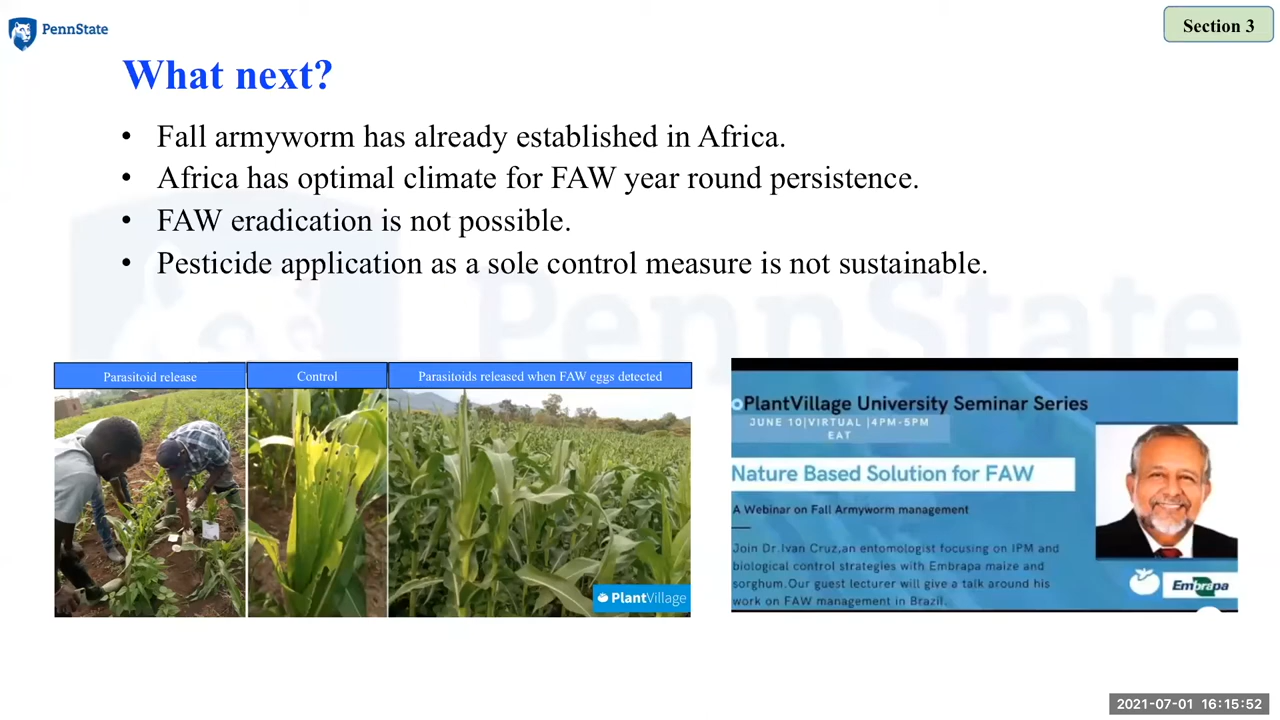 PennState
Section 3
What next?
• Fall armyworm has already established in Africa.
• Africa has optimal climate for FAW year round persistence.
• FAW eradication is not possible.
• Pesticide application as a sole control measure is not sustainable.
PennState
Parasitoid release
Control
Parasitoids released when FAW eggs detected
PlantVillage
PlantVillage University Seminar Series
JUNE 10|VIRTUAL |4PM-5PM
EAT
Nature Based Solution for FAW
A Webinar on Fall Armyworm management
Join Dr.Ivan Cruz,an entomologist focusing on IPM and
biological control strategies with Embrapa maize and
sorghum.Our guest lecturer will give a talk around his
work on FAW management in Brazil.
Embrapa
2021-07-01 16:15:52